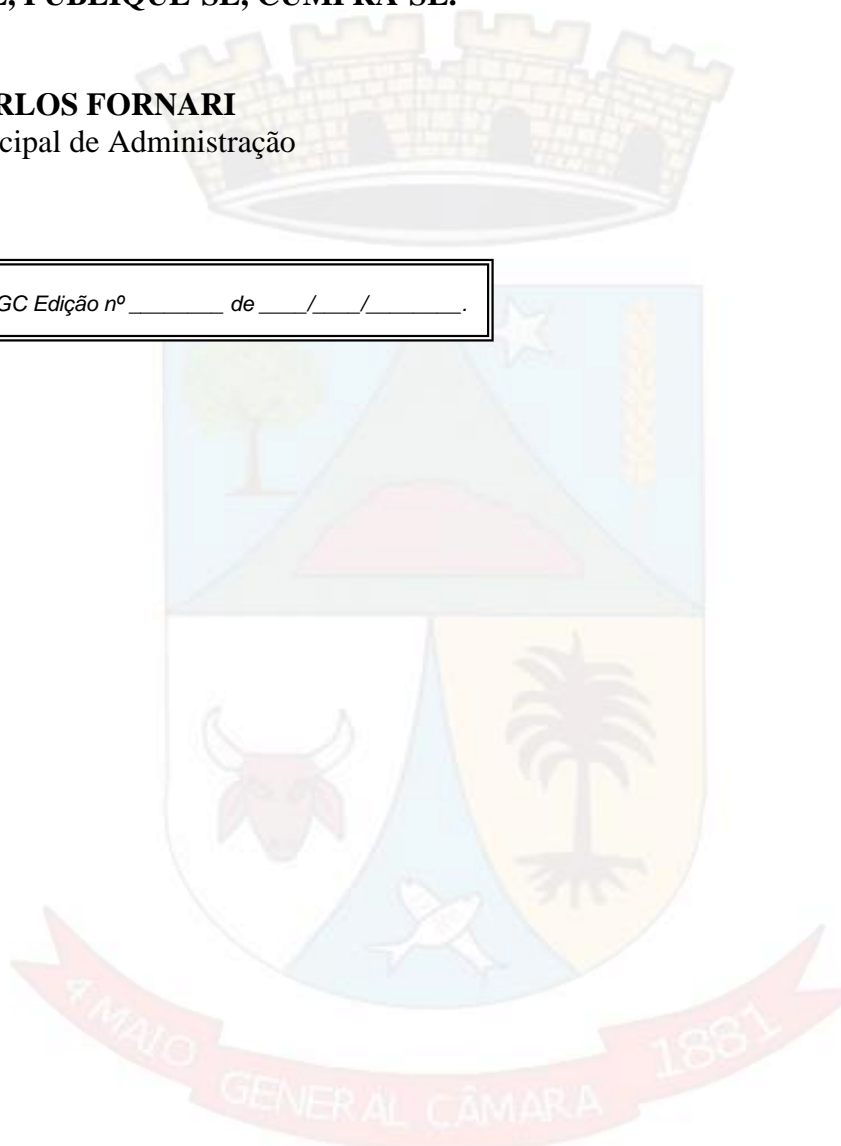 , PUBLIQUE-SE, CUMPRA-SE.
RLOS FORNARI
cipal de Administração
GC Edição nº ________ de ____/____/________.
4 MAIO
GENERAL CÂMARA
1881